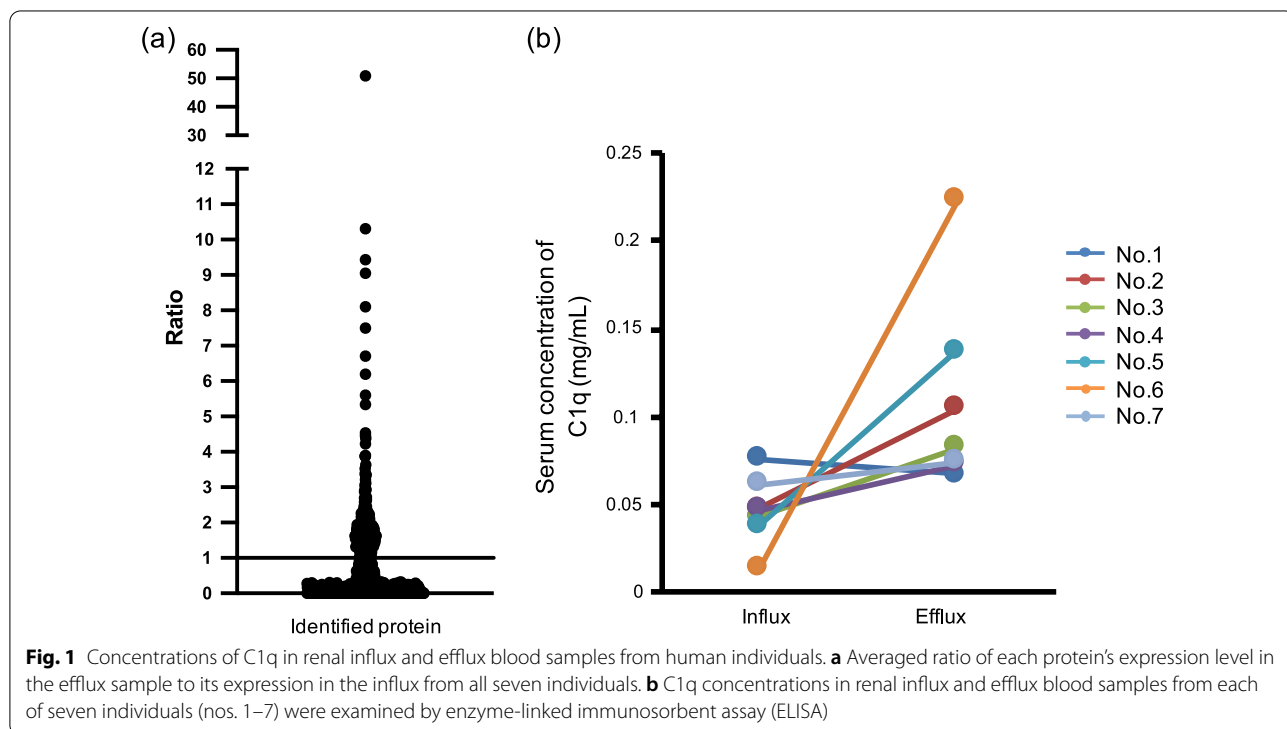 (a)
60
50
40
30
12
11
10
9
8
7
6
5
4
3
2
1
0
Ratio
Identified protein
(b)
0.25
0.2
0.15
0.1
0.05
0
Serum concentration of
C1q (mg/mL)
Influx
Efflux
No.1
No.2
No.3
No.4
No.5
No.6
No.7
Fig. 1 Concentrations of C1q in renal influx and efflux blood samples from human individuals. a Averaged ratio of each protein's expression level in
the efflux sample to its expression in the influx from all seven individuals. b C1q concentrations in renal influx and efflux blood samples from each
of seven individuals (nos. 1–7) were examined by enzyme-linked immunosorbent assay (ELISA)